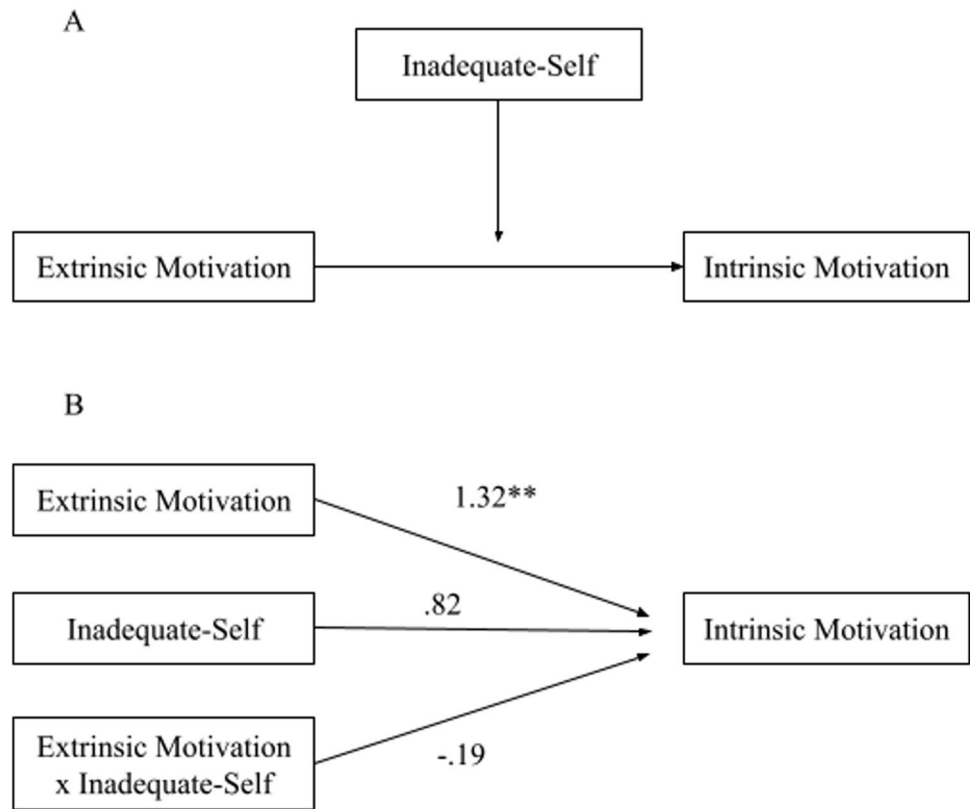 A
Inadequate-Self
Extrinsic Motivation
Intrinsic Motivation
B
Extrinsic Motivation
1.32**
Inadequate-Self
.82
Intrinsic Motivation
Extrinsic Motivation
x Inadequate-Self
-.19